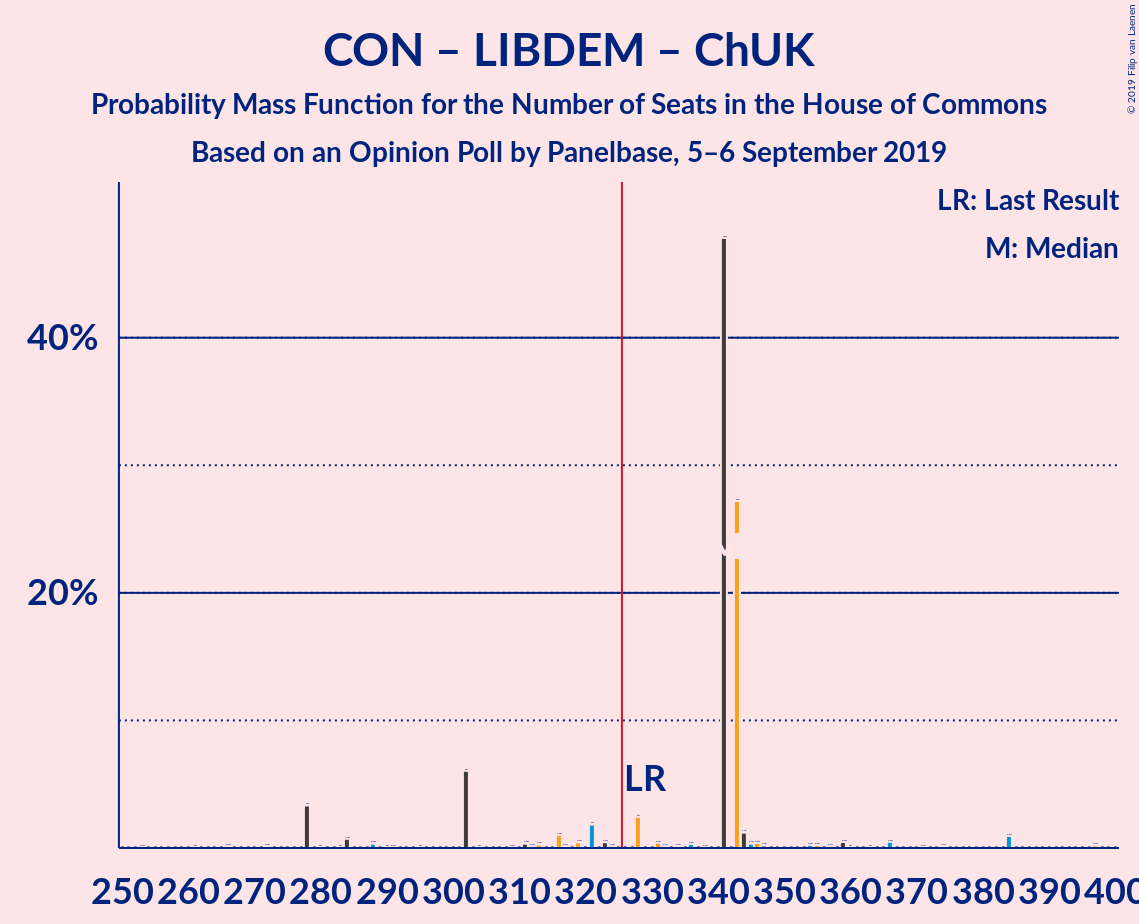 CON – LIBDEM – ChUK
Probability Mass Function for the Number of Seats in the House of Commons
Based on an Opinion Poll by Panelbase, 5–6 September 2019
© 2019 Filip van Laenen
LR: Last Result
M: Median
40%
20%
LR
250 260 270 280 290 300 310 320 330 340 350 360 370 380 390 400